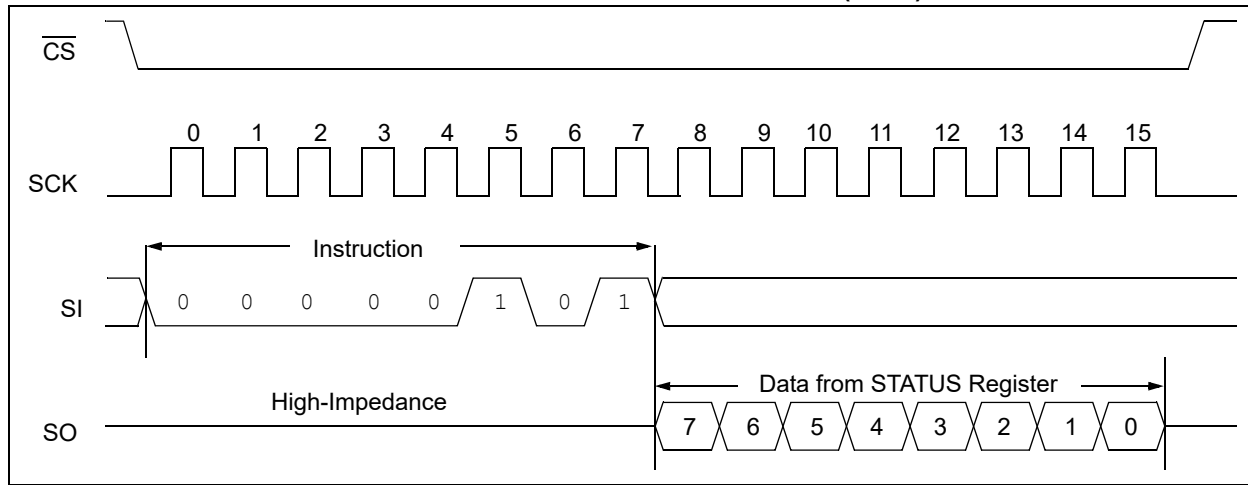 CS
0 1 2 3 4 5 6 7 8 9 10 11 12 13 14 15
SCK
Instruction
SI 0 0 0 0 0 1 0 1
Data from STATUS Register
High-Impedance
SO 7 6 5 4 3 2 1 0